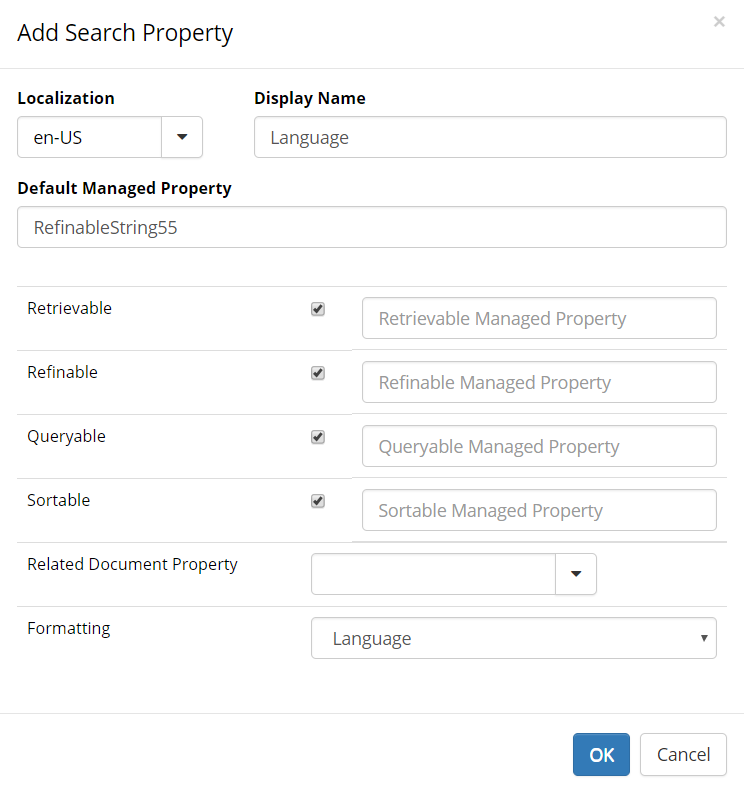 Add Search Property
×
Localization
Display Name
en-US
Language
Default Managed Property
RefinableString55
Retrievable
Retrievable Managed Property
Refinable
Refinable Managed Property
Queryable
Queryable Managed Property
Sortable
Sortable Managed Property
Related Document Property
Formatting
Language
OK
Cancel